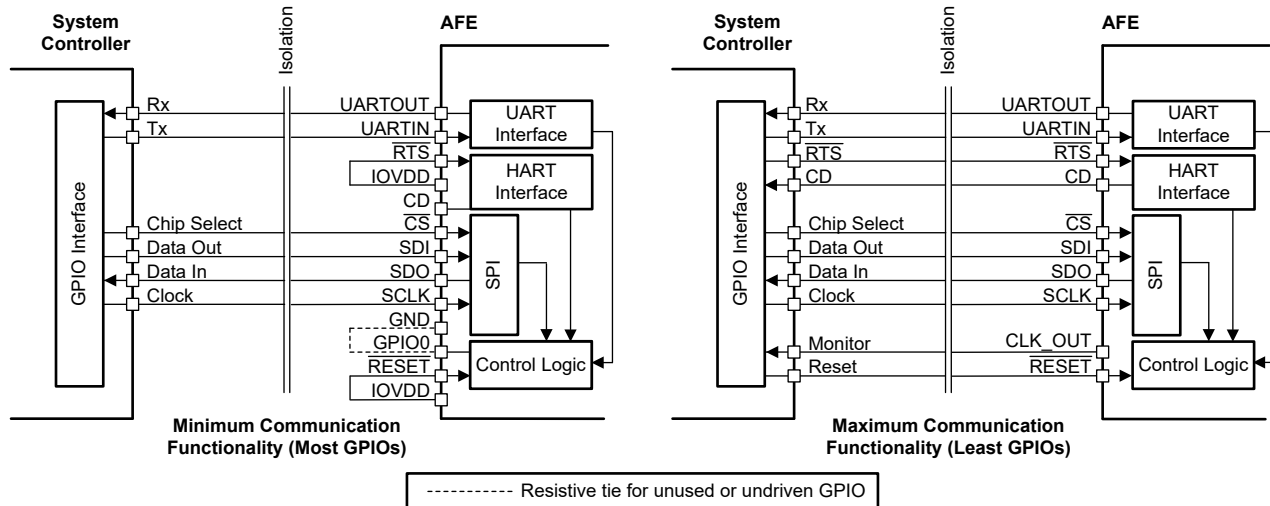 System
Controller
Isolation
AFE
GPIO Interface
Rx
UARTOUT
Tx
UARTIN
UART
Interface
RTS
IOVDD
CD
HART
Interface
Chip Select
CS
Data Out
SDI
Data In
SDO
Clock
SCLK
SPI
GND
GPIO0
RESET
IOVDD
Control Logic
Minimum Communication
Functionality (Most GPIOs)
System
Controller
Isolation
AFE
GPIO Interface
Rx
UARTOUT
Tx
UARTIN
UART
Interface
RTS
RTS
CD
CD
HART
Interface
Chip Select
CS
Data Out
SDI
Data In
SDO
Clock
SCLK
SPI
Monitor
CLK_OUT
Reset
RESET
Control Logic
Maximum Communication
Functionality (Least GPIOs)
Resistive tie for unused or undriven GPIO